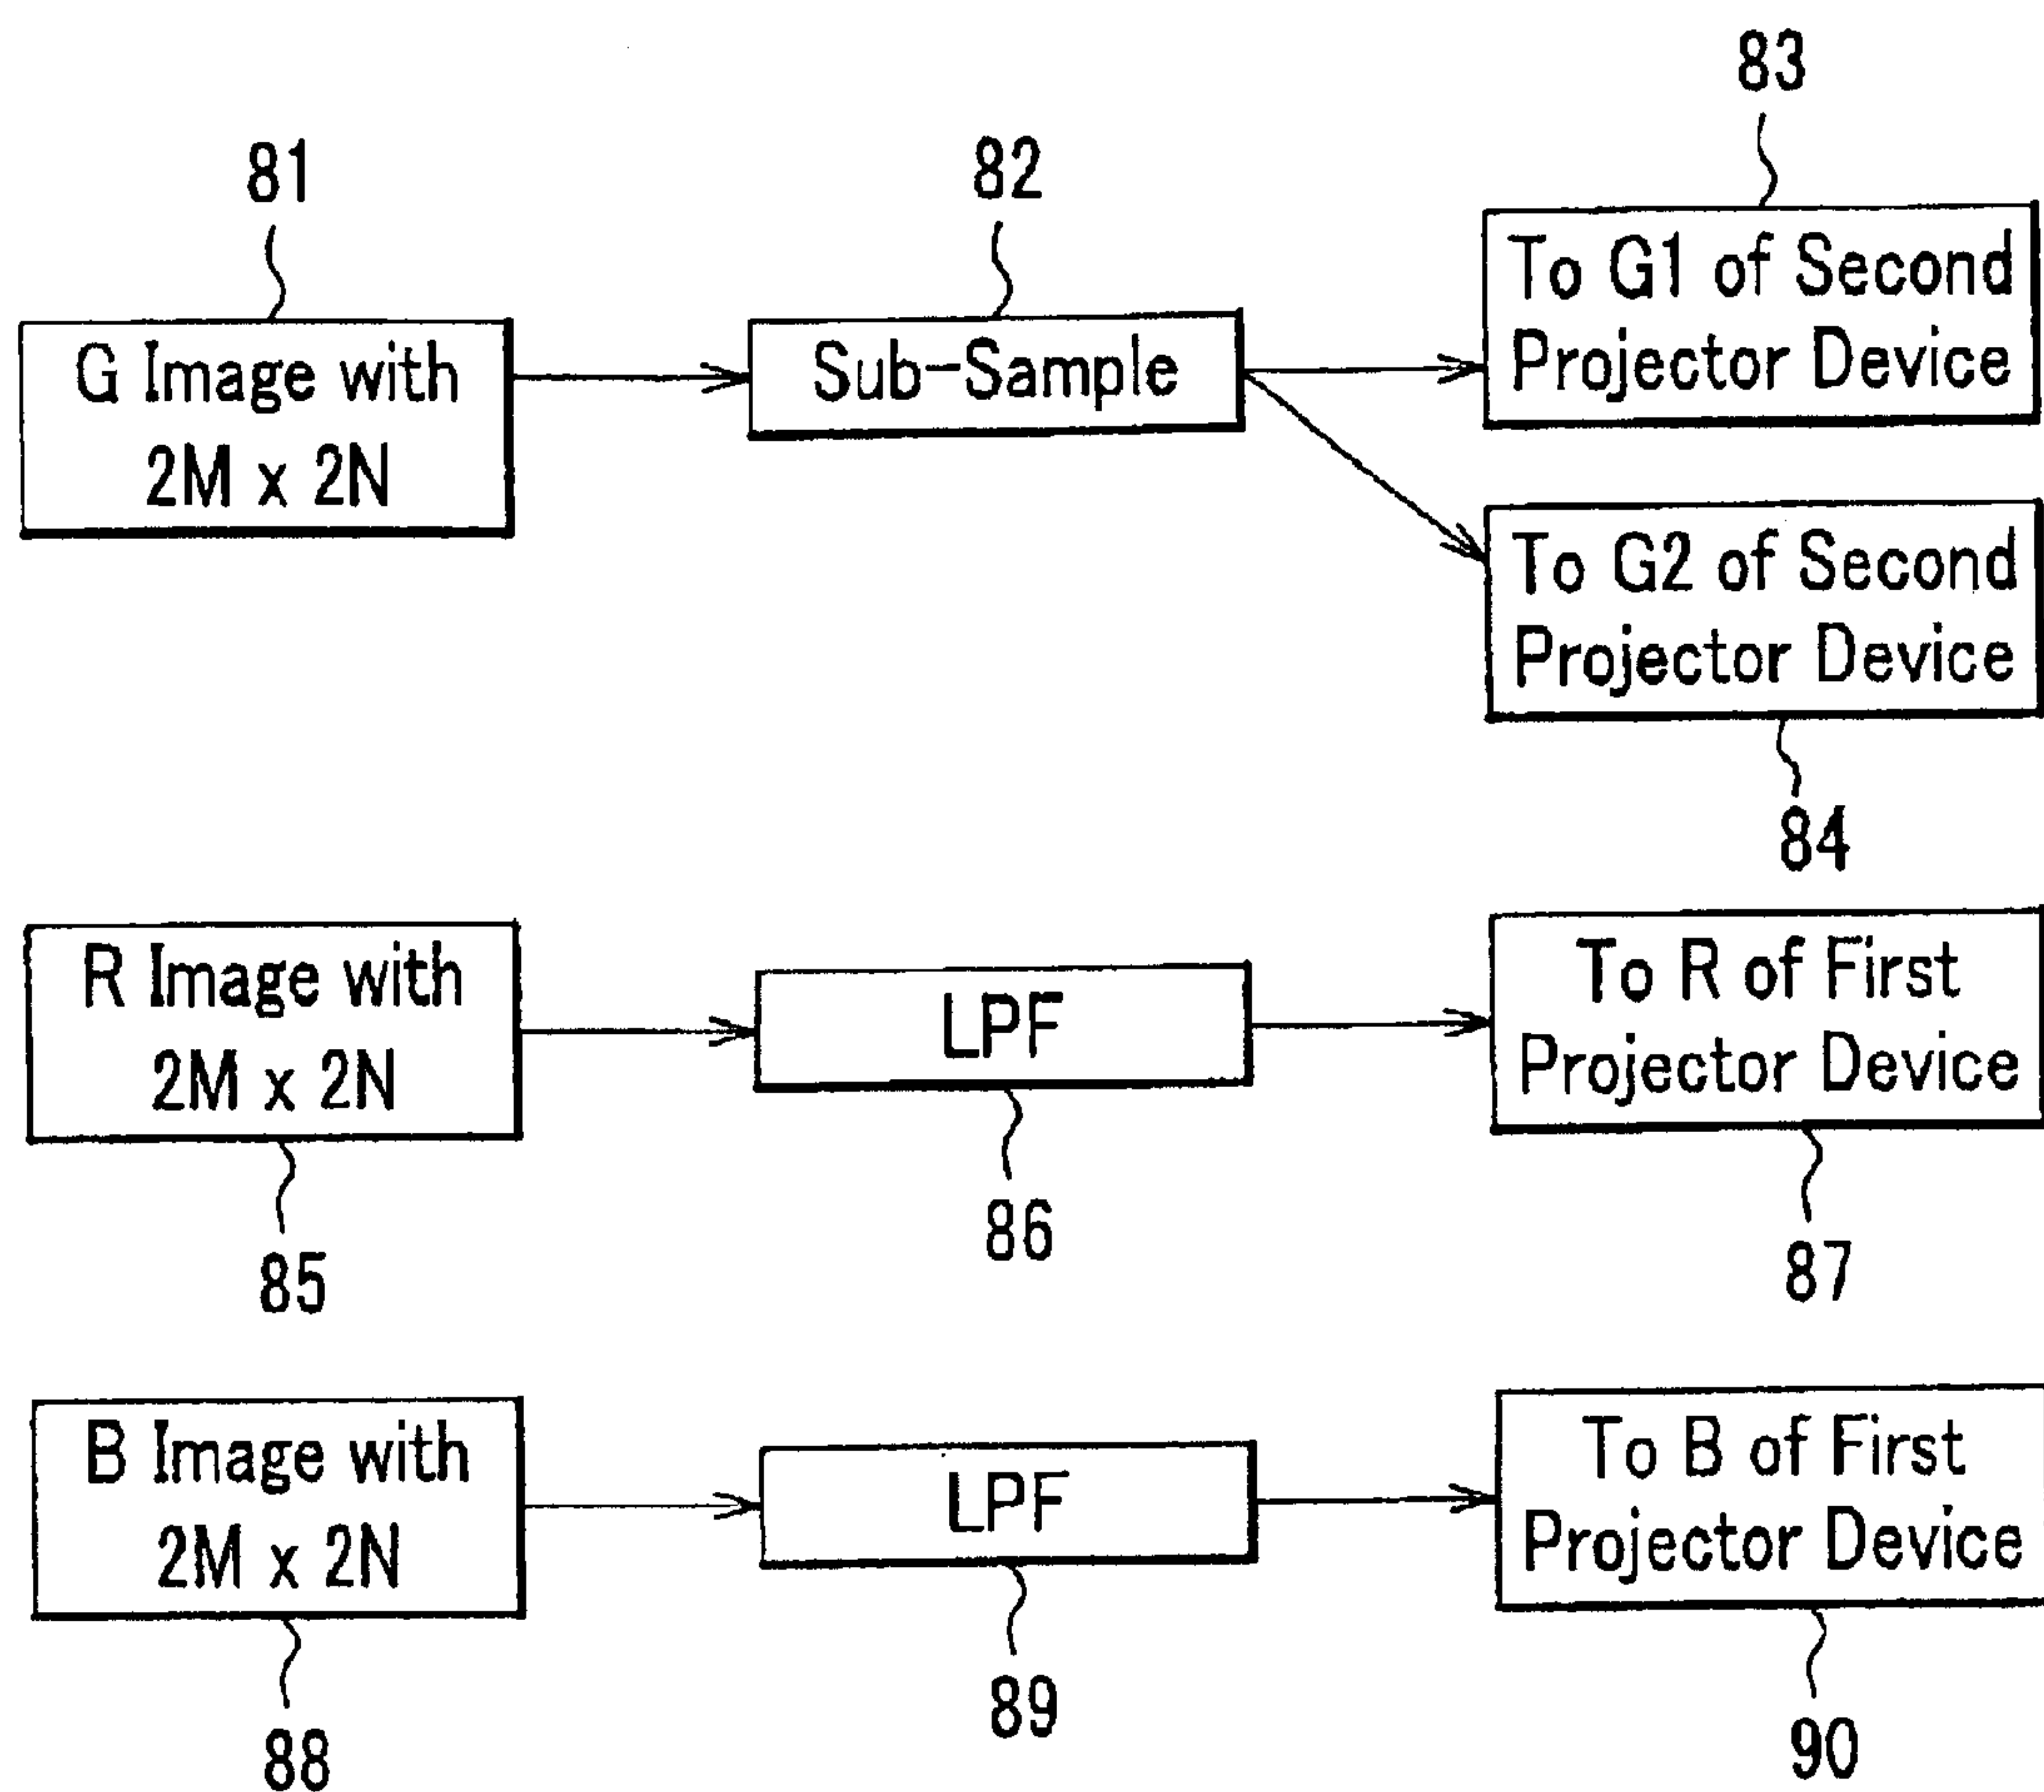 83
81
82
To G1 of Second
Projector Device
G Image with
2M x 2N
Sub-Sample
To G2 of Second
Projector Device
84
R Image with
2M x 2N
LPF
To R of First
Projector Device
85
86
87
B Image with
2M x 2N
LPF
To B of First
Projector Device
88
89
90